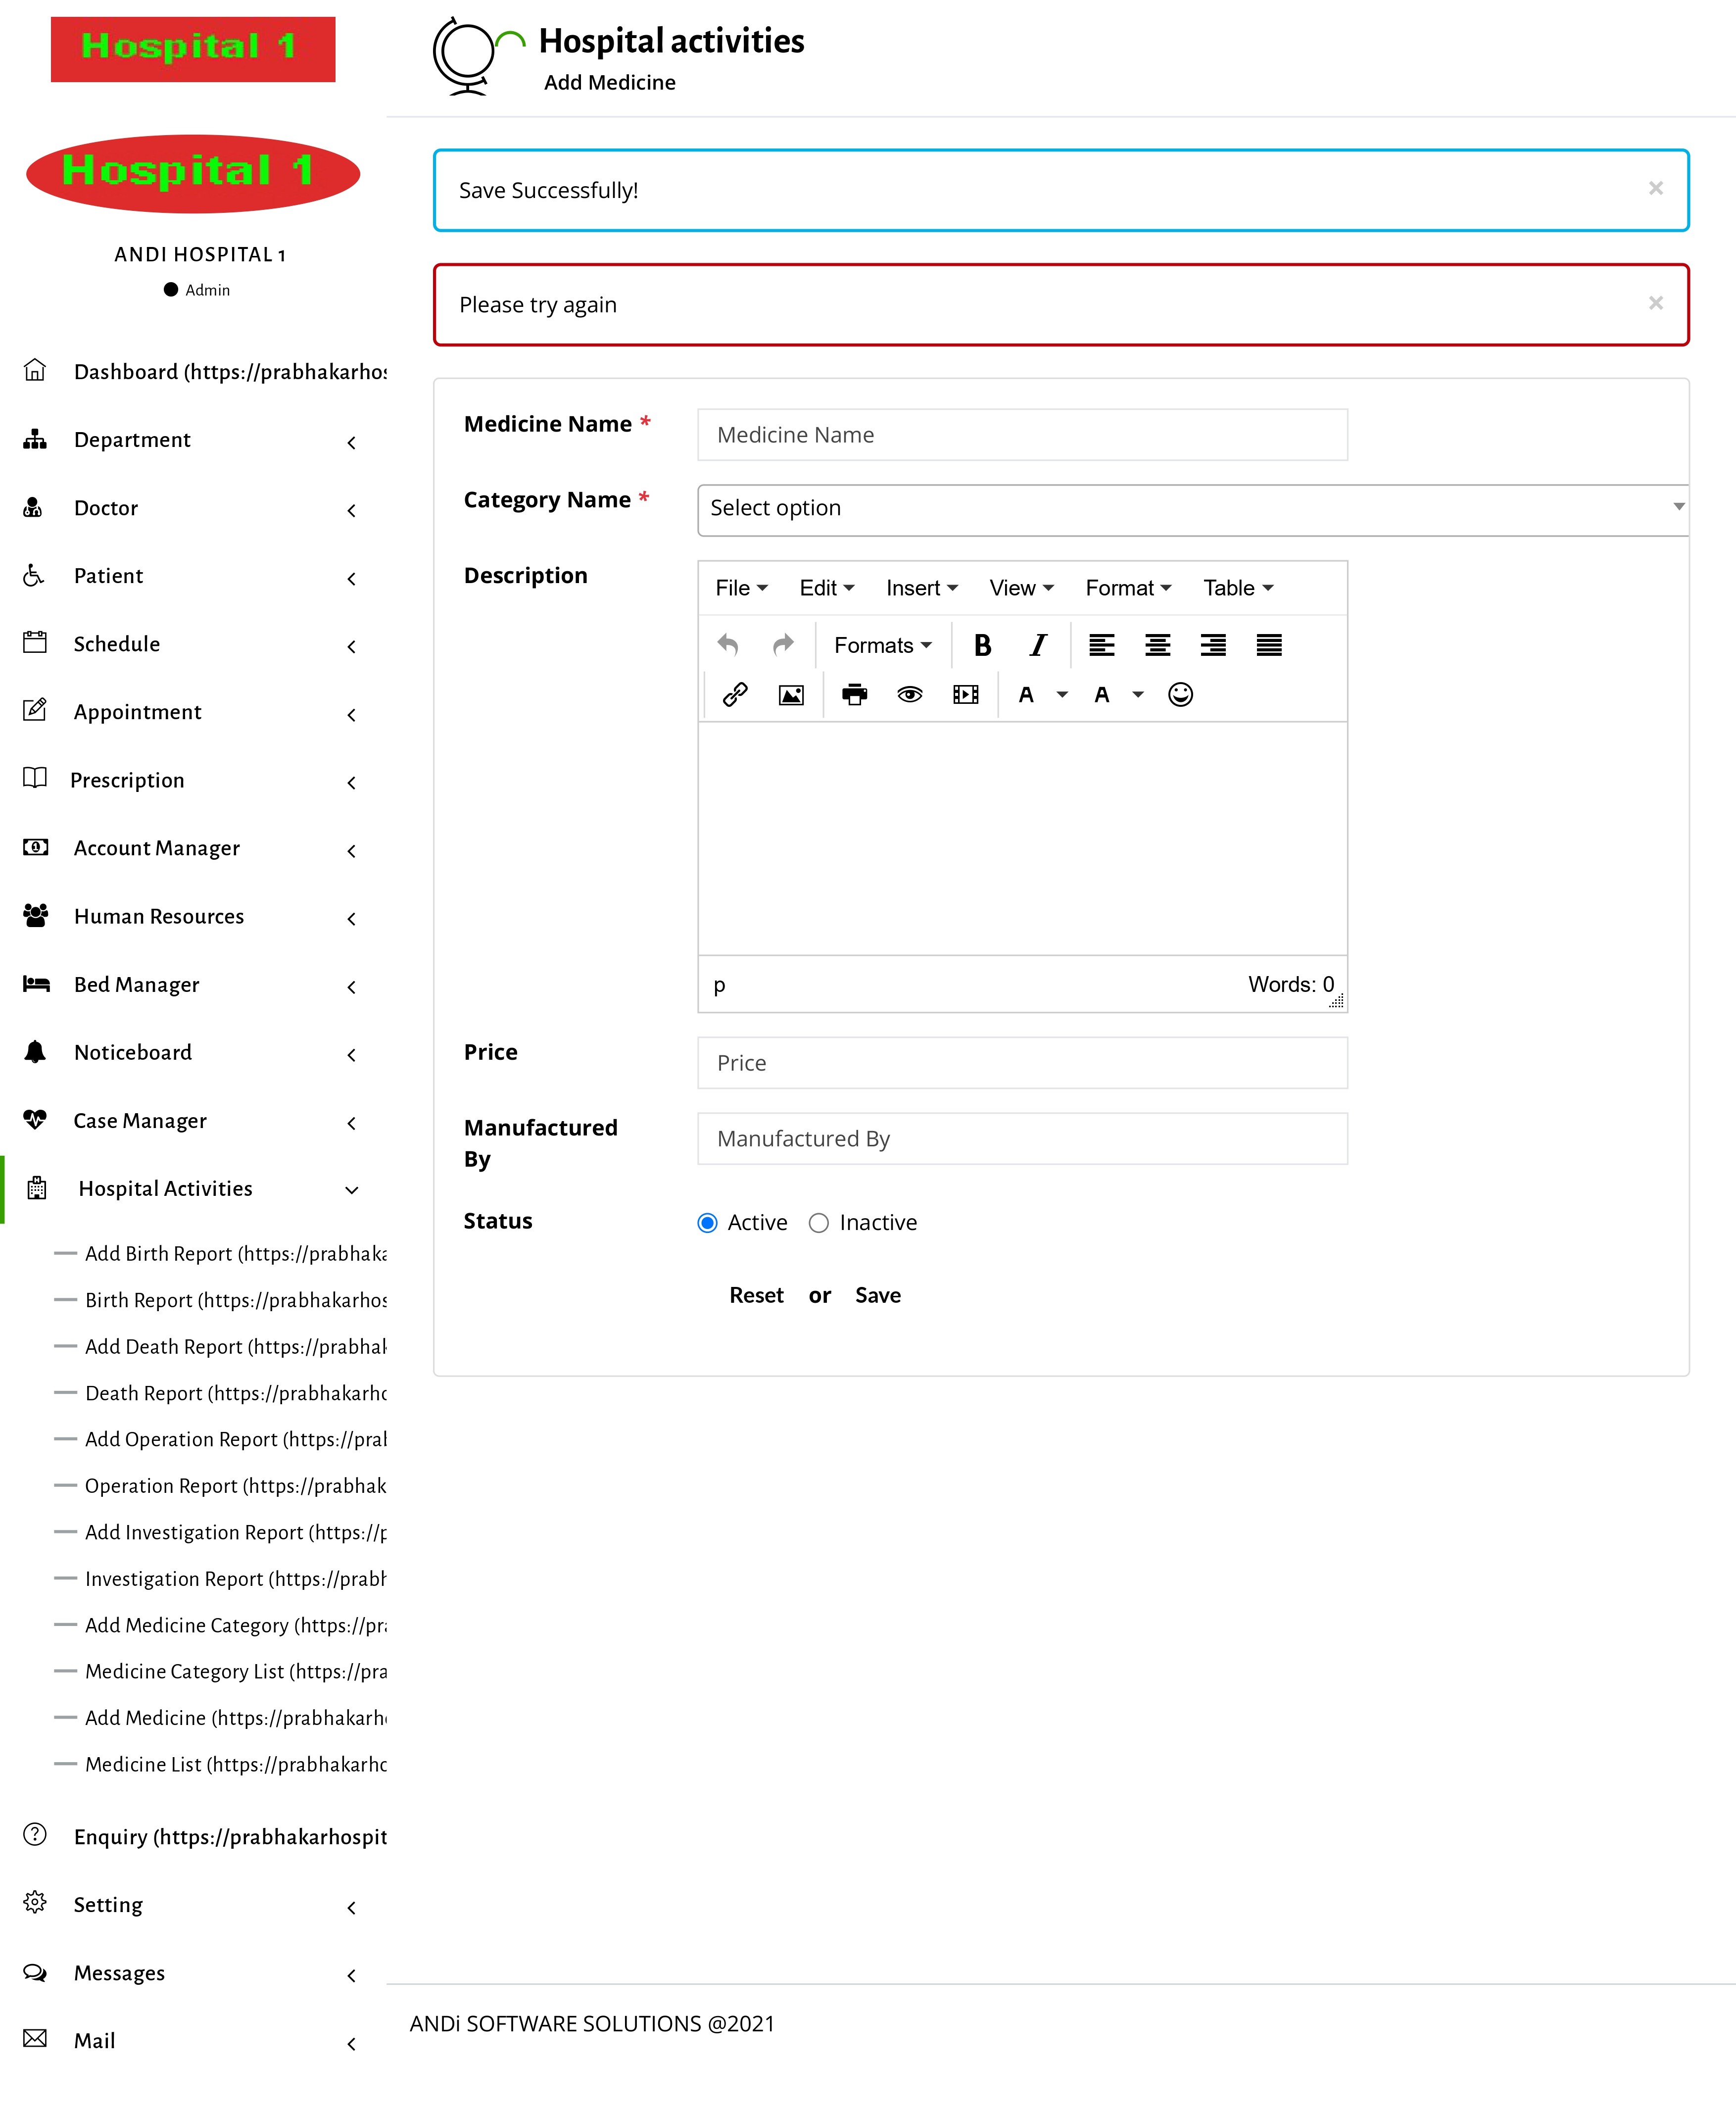 Hospital 1
Hospital 1
ANDI HOSPITAL 1
Admin
Dashboard (https://prabhakarhos
Department
Doctor
Patient
Schedule
Appointment
Prescription
Account Manager
Human Resources
Bed Manager
Noticeboard
Case Manager
Hospital Activities
Add Birth Report (https://prabhaka
Birth Report (https://prabhakarhos
Add Death Report (https://prabhak
Death Report (https://prabhakarho
Add Operation Report (https://prab
Operation Report (https://prabhak
Add Investigation Report (https://p
Investigation Report (https://prabh
Add Medicine Category (https://pra
Medicine Category List (https://pra
Add Medicine (https://prabhakarho
Medicine List (https://prabhakarho
Enquiry (https://prabhakarhospit
Setting
Messages
Mail
Hospital activities
Add Medicine
Save Successfully! ×
Please try again ×
Medicine Name * Medicine Name
Category Name * Select option
Description
File Edit Insert View Format Table
Formats B I
A A
p Words: 0
Price Price
Manufactured Manufactured By
By
Status Active Inactive
Reset or Save
ANDi SOFTWARE SOLUTIONS @2021